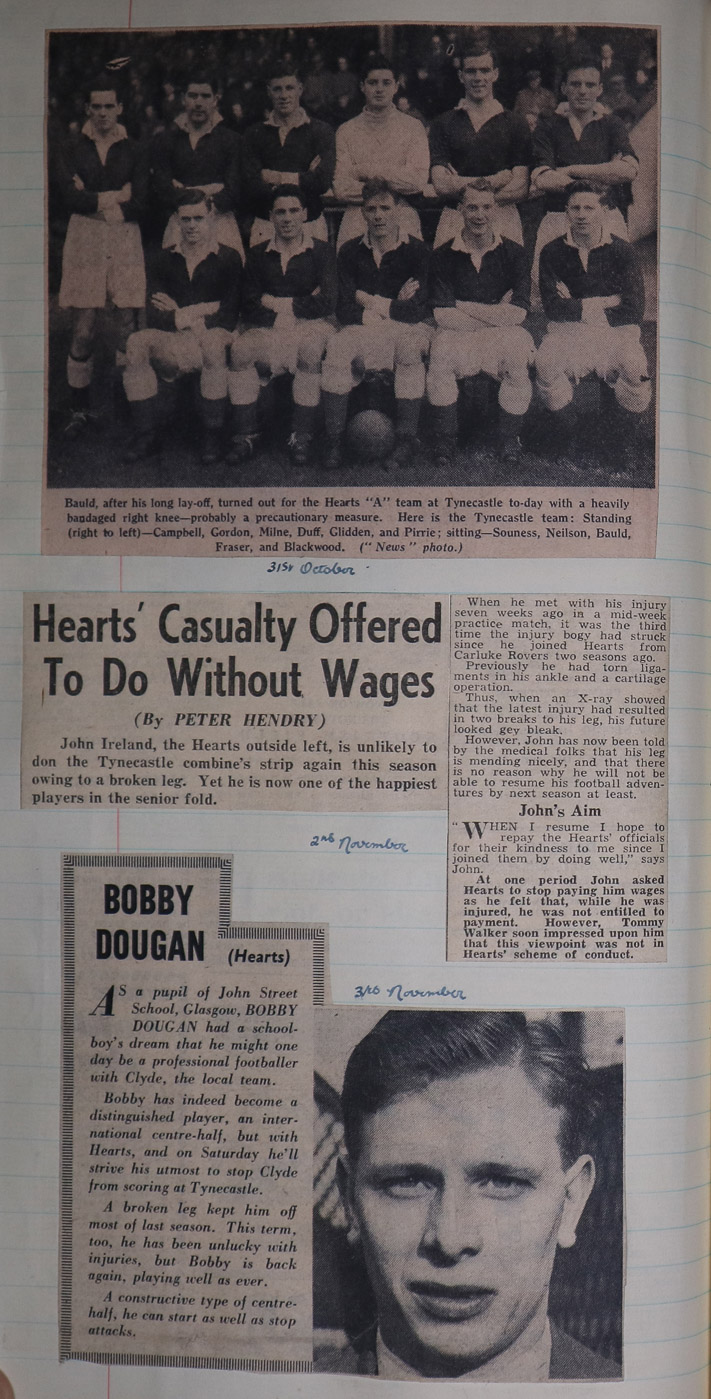 Bauld, after his long lay-off, turned out for the Hearts "A" team at Tynecastle to-day with a heavily
bandaged right knee—probably a precautionary measure. Here is the Tynecastle team: Standing
(right to left)—Campbell, Gordon, Milne, Duff, Glidden, and Pirrie; sitting—Souness, Neilson, Bauld,
Fraser, and Blackwood. ("News" photo.)
31st October
Hearts' Casualty Offered
To Do Without Wages
(By PETER HENDRY)
John Ireland, the Hearts outside left, is unlikely to
don the Tynecastle combine's strip again this season
owing to a broken leg. Yet he is now one of the happiest
players in the senior fold.
When he met with his injury
seven weeks ago in a mid-week
practice match, it was the third
time the injury bogy had struck
since he joined Hearts from
Carluke Rovers two seasons ago.
Previously he had torn liga-
ments in his ankle and a cartilage
operation.
Thus, when an X-ray showed
that the latest injury had resulted
in two breaks to his leg, his future
looked gey bleak.
However, John has now been told
by the medical folks that his leg
is mending nicely, and that there
is no reason why he will not be
able to resume his football adven-
tures by next season at least.
John's Aim
"WHEN I resume I hope to
repay the Hearts' officials
for their kindness to me since I
joined them by doing well," says
John.
At one period John asked
Hearts to stop paying him wages
as he felt that, while he was
injured, he was not entitled to
payment. However, Tommy
Walker soon impressed upon him
that this viewpoint was not in
Hearts' scheme of conduct.
2nd November
BOBBY
DOUGAN (Hearts)
AS a pupil of John Street
School, Glasgow, BOBBY
DOUGAN had a school-
boy's dream that he might one
day be a professional footballer
with Clyde, the local team.
Bobby has indeed become a
distinguished player, an inter-
national centre-half, but with
Hearts, and on Saturday he'll
strive his utmost to stop Clyde
from scoring at Tynecastle.
A broken leg kept him off
most of last season. This term,
too, he has been unlucky with
injuries, but Bobby is back
again, playing well as ever.
A constructive type of centre-
half, he can start as well as stop
attacks.
3rd November